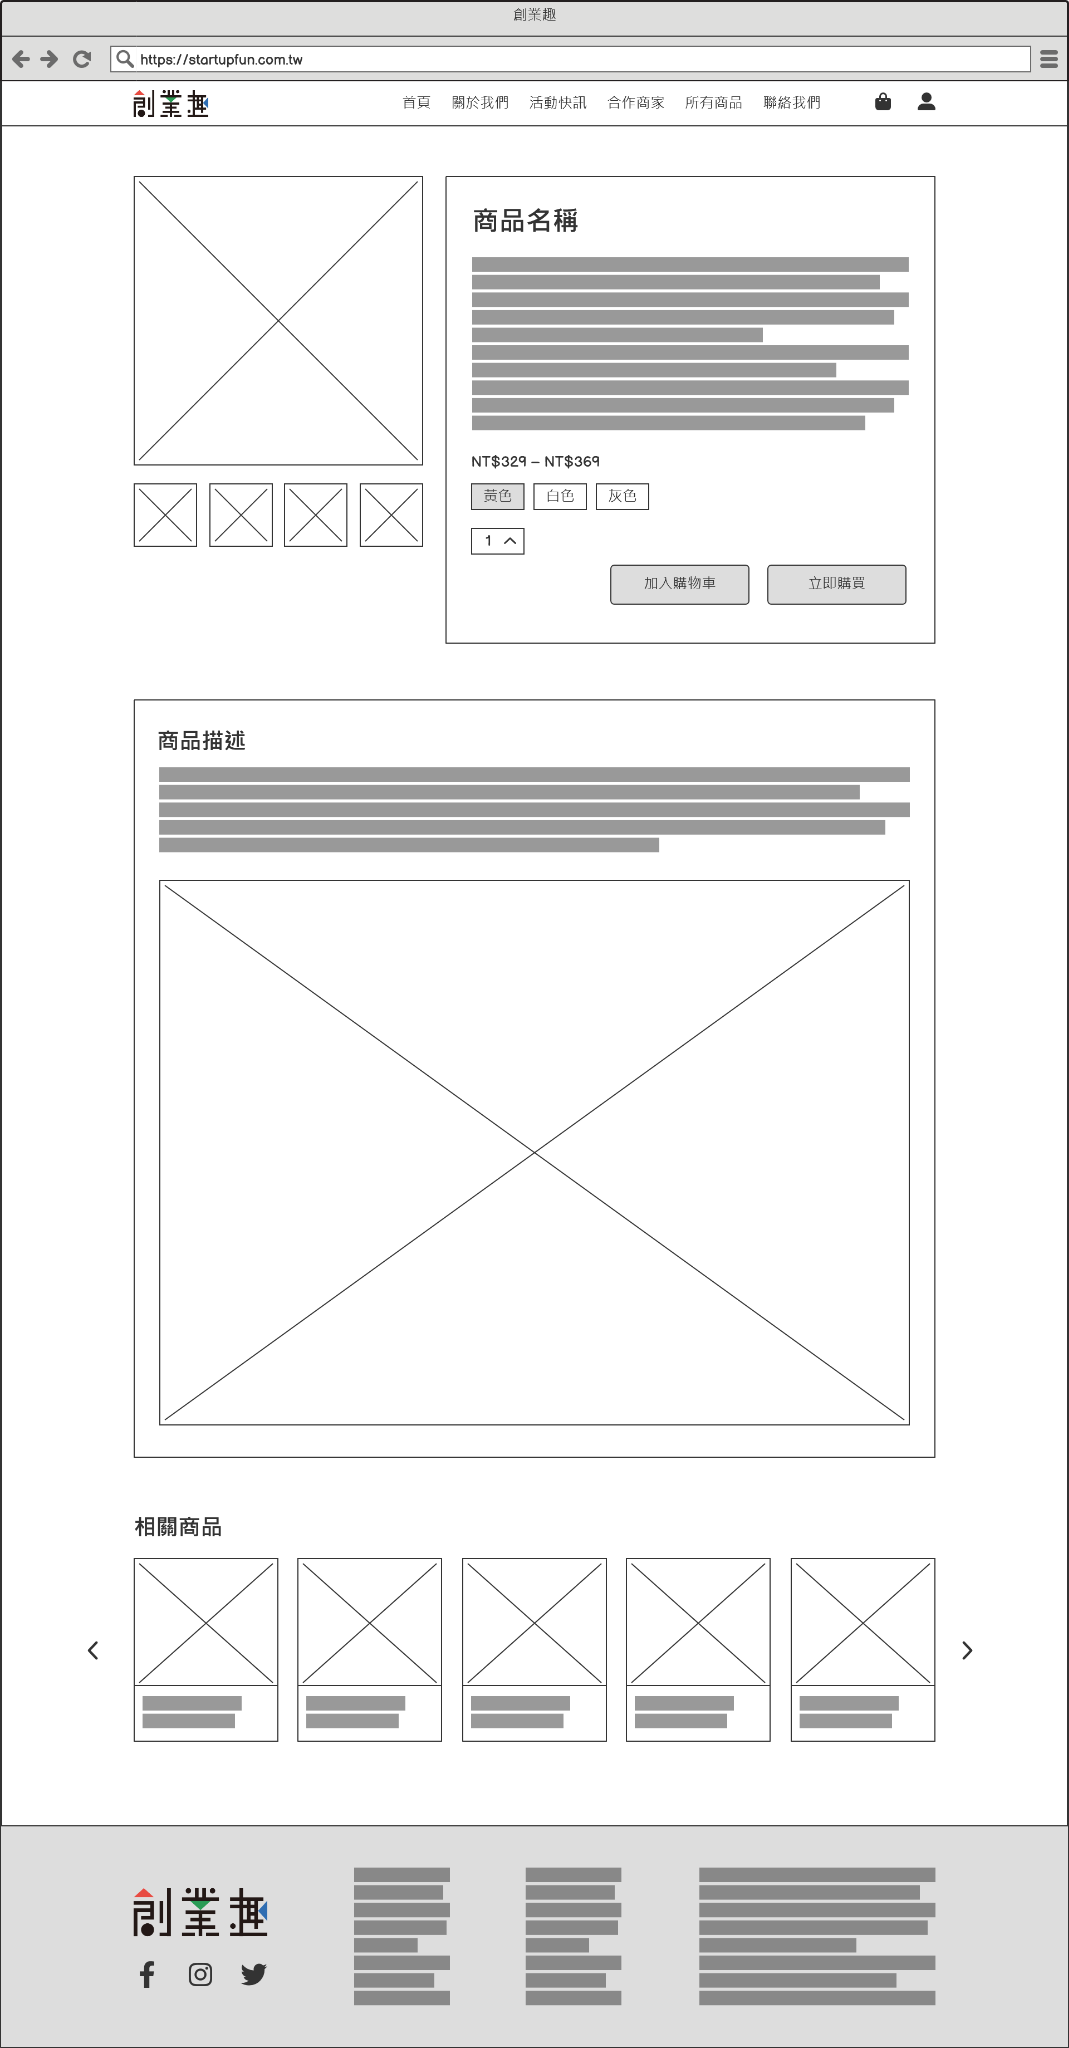 創業趣
https://startupfun.com.tw
創業趣
首頁 關於我們 活動快訊 合作商家 所有商品 聯絡我們
商品名稱
NT$329 – NT$369
黃色 白色 灰色
1
加入購物車 立即購買
商品描述
相關商品
創業趣